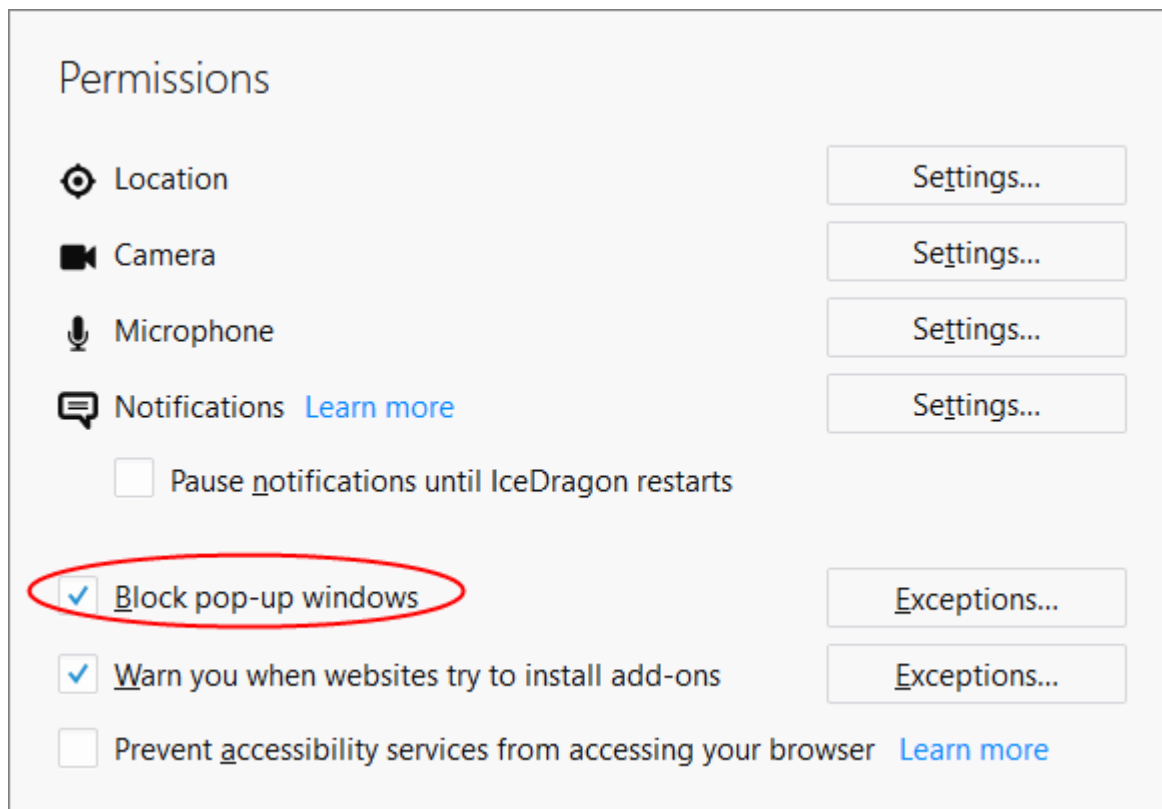 Permissions
Location Settings...
Camera Settings...
Microphone Settings...
Notifications Learn more Settings...
Pause notifications until IceDragon restarts
Block pop-up windows Exceptions...
Warn you when websites try to install add-ons Exceptions...
Prevent accessibility services from accessing your browser Learn more